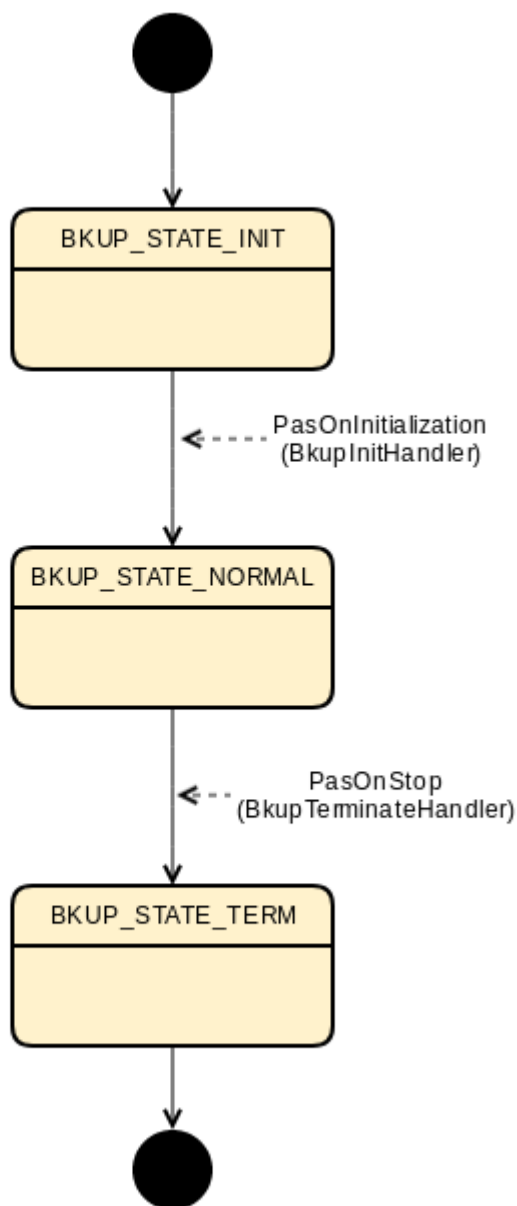 BKUP_STATE_INIT
PasOnInitialization
(BkupInitHandler)
BKUP_STATE_NORMAL
PasOnStop
(BkupTerminateHandler)
BKUP_STATE_TERM